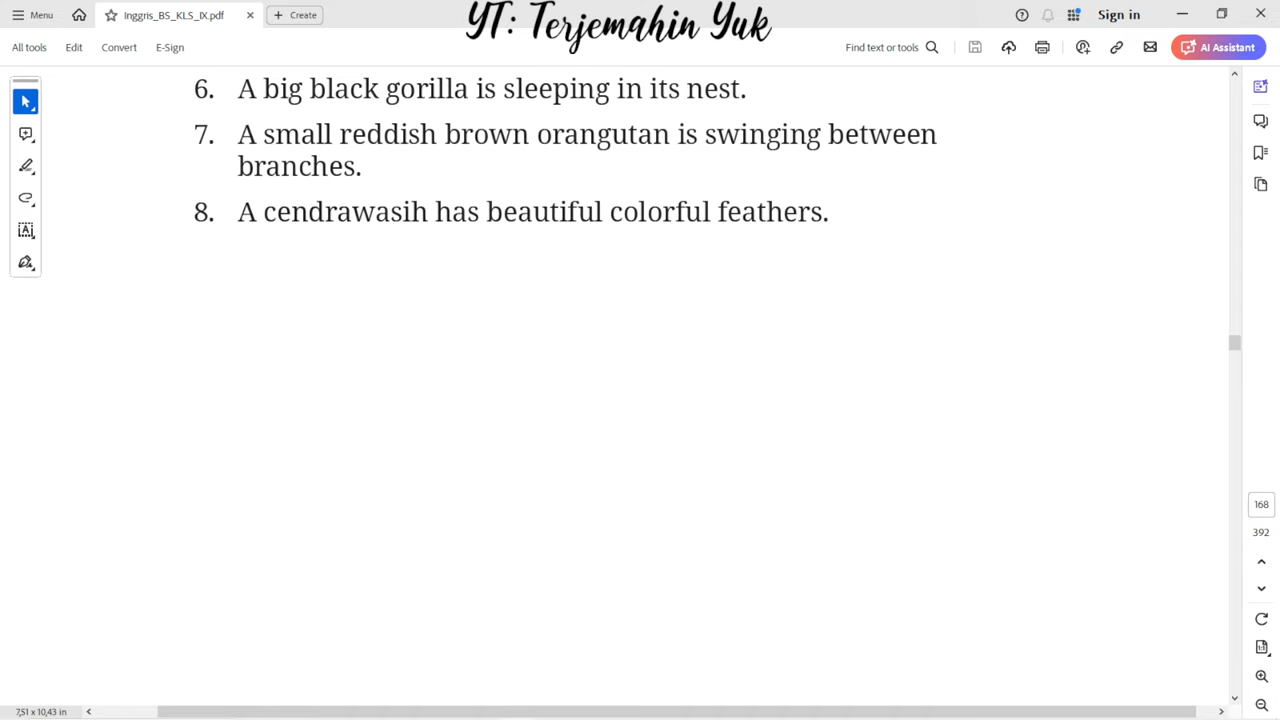 Menu
Inggris_BS_KLS_IX.pdf
Create
YT: Terjemahin Yuk
Sign in
All tools
Edit
Convert
E-Sign
Find text or tools
AI Assistant
6. A big black gorilla is sleeping in its nest.
7. A small reddish brown orangutan is swinging between
branches.
8. A cendrawasih has beautiful colorful feathers.
168
392
7,51 x 10,43 in